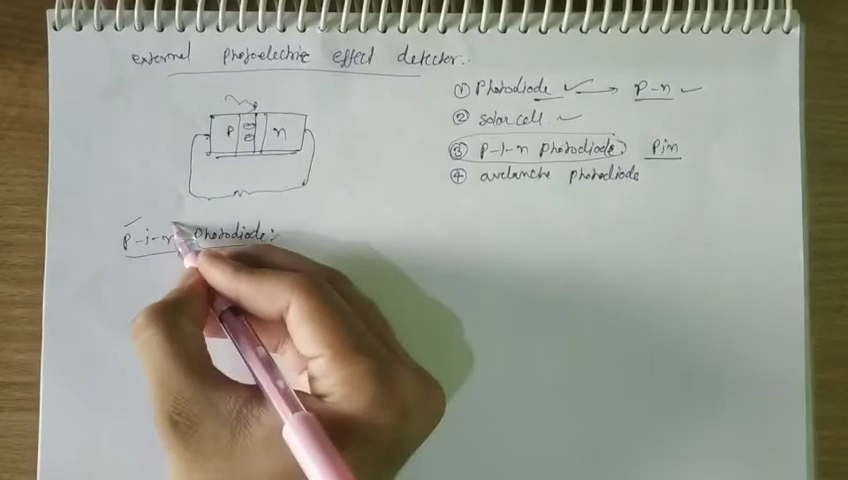 external photoelectric effect detector..
① Photodiode ✓ → P-n ✓
② solar cell ✓
③ P-i-n photodiode. Pin
④ avalanche photodiode
P n
P-i-n Photodiode: